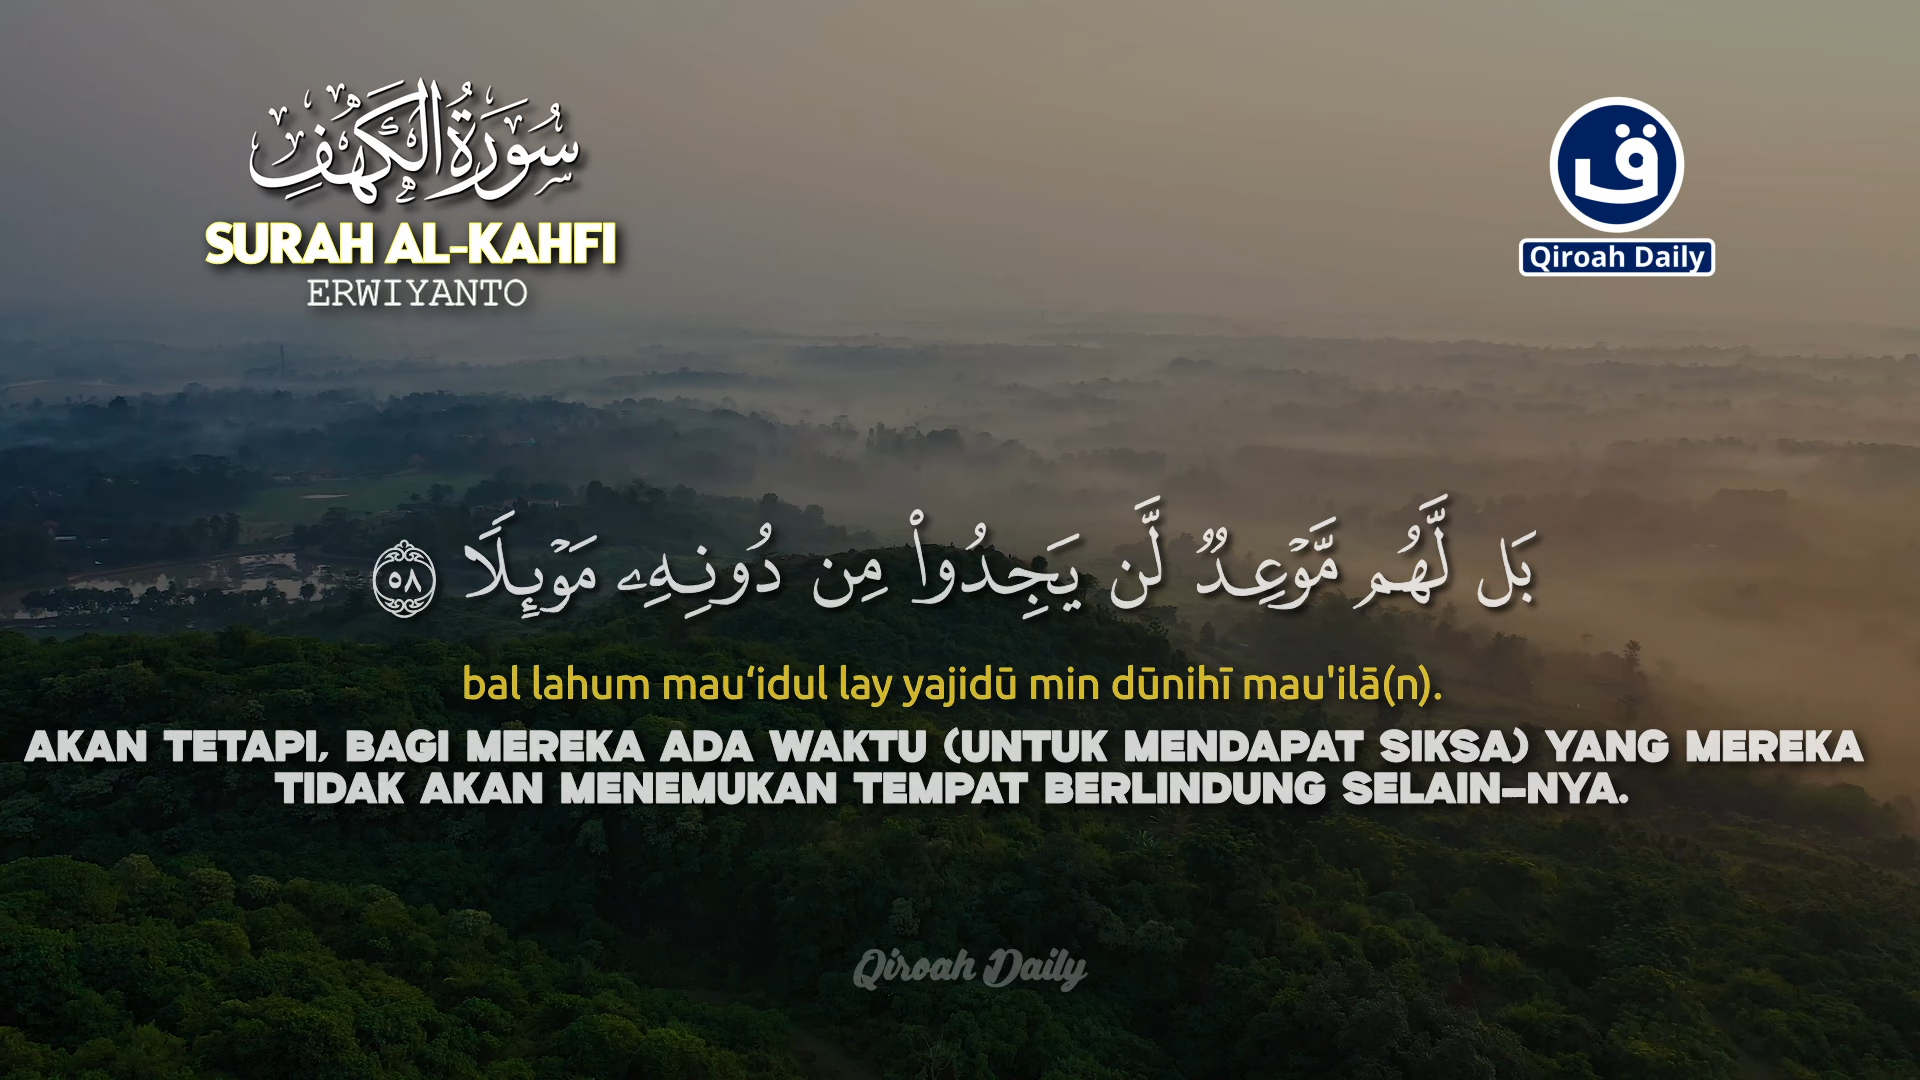 سُورَةُ الْكَهْفِ
SURAH AL-KAHFI
ERWIYANTO
ق
Qiroah Daily
بَل لَّهُم مَّوْعِدٌ لَّن يَجِدُوا۟ مِن دُونِهِۦ مَوْئِلًا ٥٨
bal lahum mau‘idul lay yajidū min dūnihī mau'ilā(n).
AKAN TETAPI, BAGI MEREKA ADA WAKTU (UNTUK MENDAPAT SIKSA) YANG MEREKA
TIDAK AKAN MENEMUKAN TEMPAT BERLINDUNG SELAIN-NYA.
Qiroah Daily